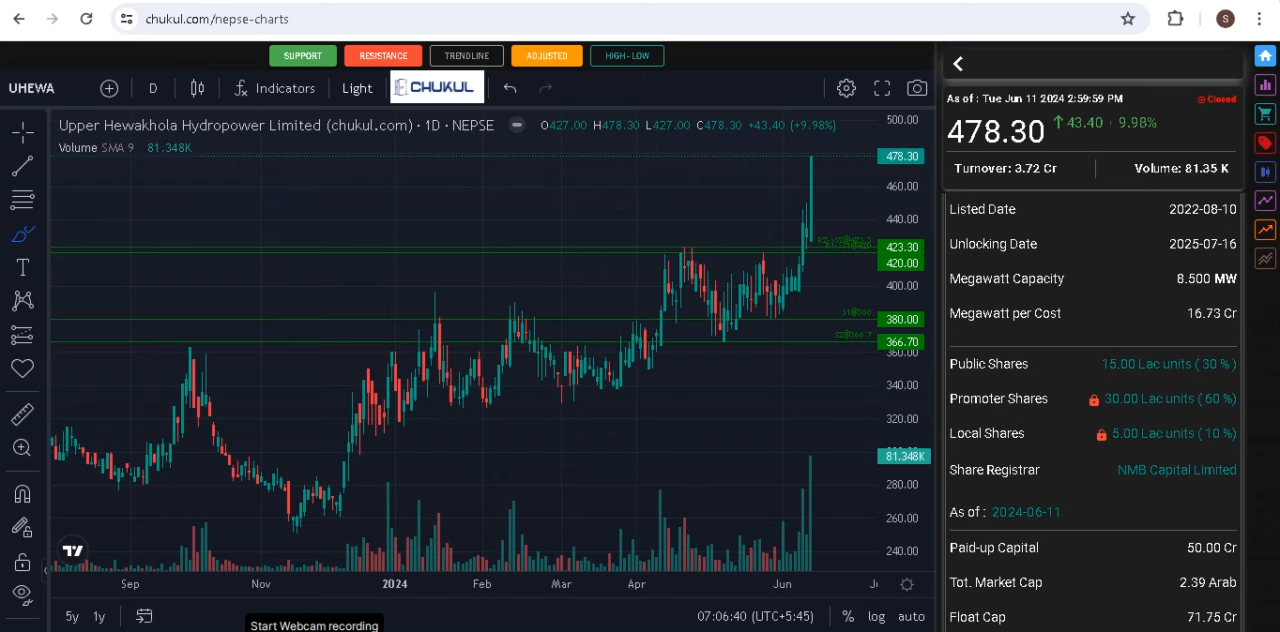 chukul.com/nepse-charts
S
SUPPORT RESISTANCE TRENDLINE ADJUSTED HIGH-LOW
UHEWA D Indicators Light CHUKUL
Upper Hewakhola Hydropower Limited (chukul.com) · 1D · NEPSE O427.00 H478.30 L427.00 C478.30 +43.40 (+9.98%)
Volume SMA 9 81.348K
500.00
478.30
460.00
440.00
423.30
420.00
400.00
S1@380
380.00
S2@366.7
366.70
360.00
340.00
320.00
81.348K
280.00
260.00
240.00
Sep Nov 2024 Feb Mar Apr Jun
5y 1y 07:06:40 (UTC+5:45) % log auto
Start Webcam recording
As of : Tue Jun 11 2024 2:59:59 PM Closed
478.30 43.40 9.98%
Turnover: 3.72 Cr Volume: 81.35 K
Listed Date 2022-08-10
Unlocking Date 2025-07-16
Megawatt Capacity 8.500 MW
Megawatt per Cost 16.73 Cr
Public Shares 15.00 Lac units ( 30 % )
Promoter Shares 30.00 Lac units ( 60 %)
Local Shares 5.00 Lac units ( 10 %)
Share Registrar NMB Capital Limited
As of : 2024-06-11
Paid-up Capital 50.00 Cr
Tot. Market Cap 2.39 Arab
Float Cap 71.75 Cr